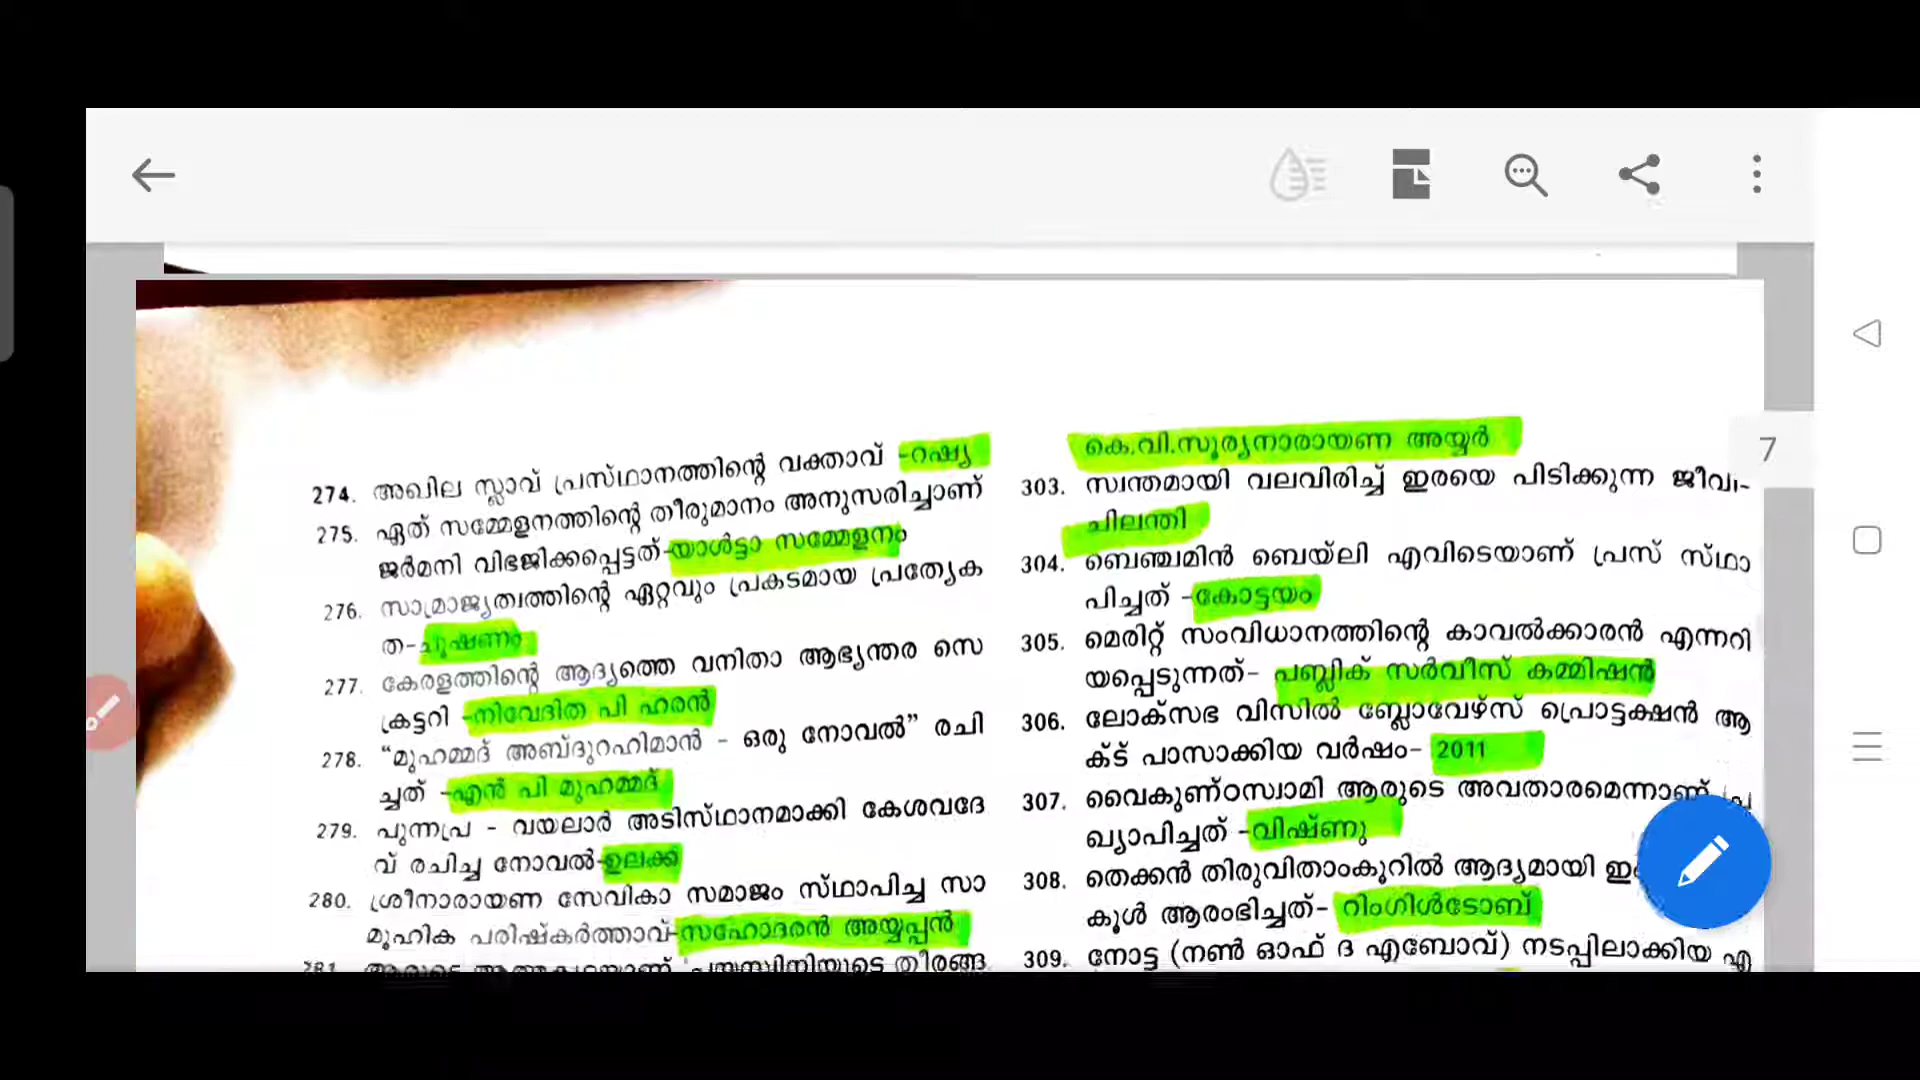 7
274. അഖില സ്ലാവ് പ്രസ്ഥാനത്തിന്റെ വക്താവ് -റഷ്യ
275. ഏത് സമ്മേളനത്തിന്റെ തീരുമാനം അനുസരിച്ചാണ്
ജർമനി വിഭജിക്കപ്പെട്ടത്-യാൾട്ടാ സമ്മേളനം
276. സാമ്രാജ്യത്വത്തിന്റെ ഏറ്റവും പ്രകടമായ പ്രത്യേക
ത-ചൂഷണം
277. കേരളത്തിന്റെ ആദ്യത്തെ വനിതാ ആഭ്യന്തര സെ
ക്രട്ടറി -നിവേദിത പി ഹരൻ
278. “മുഹമ്മദ് അബ്ദുറഹിമാൻ - ഒരു നോവൽ” രചി
ച്ചത് -എൻ പി മുഹമ്മദ്
279. പുന്നപ്ര - വയലാർ അടിസ്ഥാനമാക്കി കേശവദേ
വ് രചിച്ച നോവൽ-ഉലക്ക
280. ശ്രീനാരായണ സേവികാ സമാജം സ്ഥാപിച്ച സാ
മൂഹിക പരിഷ്കർത്താവ്-സഹോദരൻ അയ്യപ്പൻ
281. ആരുടെ ആത്മകഥയാണ് പയസ്വിനിയുടെ തീരങ്ങ
കെ.വി.സൂര്യനാരായണ അയ്യർ
303. സ്വന്തമായി വലവിരിച്ച് ഇരയെ പിടിക്കുന്ന ജീവി-
ചിലന്തി
304. ബെഞ്ചമിൻ ബെയ്ലി എവിടെയാണ് പ്രസ് സ്ഥാ
പിച്ചത് -കോട്ടയം
305. മെരിറ്റ് സംവിധാനത്തിന്റെ കാവൽക്കാരൻ എന്നറി
യപ്പെടുന്നത്- പബ്ലിക് സർവീസ് കമ്മിഷൻ
306. ലോക്സഭ വിസിൽ ബ്ലോവേഴ്സ് പ്രൊട്ടക്ഷൻ ആ
ക്ട് പാസാക്കിയ വർഷം- 2011
307. വൈകുണ്ഠസ്വാമി ആരുടെ അവതാരമെന്നാണ് പ്ര
ഖ്യാപിച്ചത് -വിഷ്ണു
308. തെക്കൻ തിരുവിതാംകൂറിൽ ആദ്യമായി ഇ
കൂൾ ആരംഭിച്ചത്- റിംഗിൾടോബ്
309. നോട്ട (നൺ ഓഫ് ദ എബോവ്) നടപ്പിലാക്കിയ ഏ